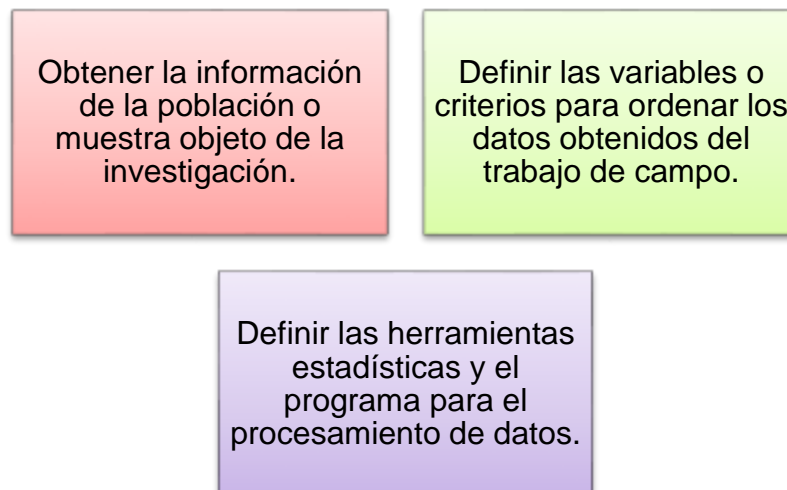 Obtener la información
de la población o
muestra objeto de la
investigación.
Definir las variables o
criterios para ordenar los
datos obtenidos del
trabajo de campo.
Definir las herramientas
estadísticas y el
programa para el
procesamiento de datos.